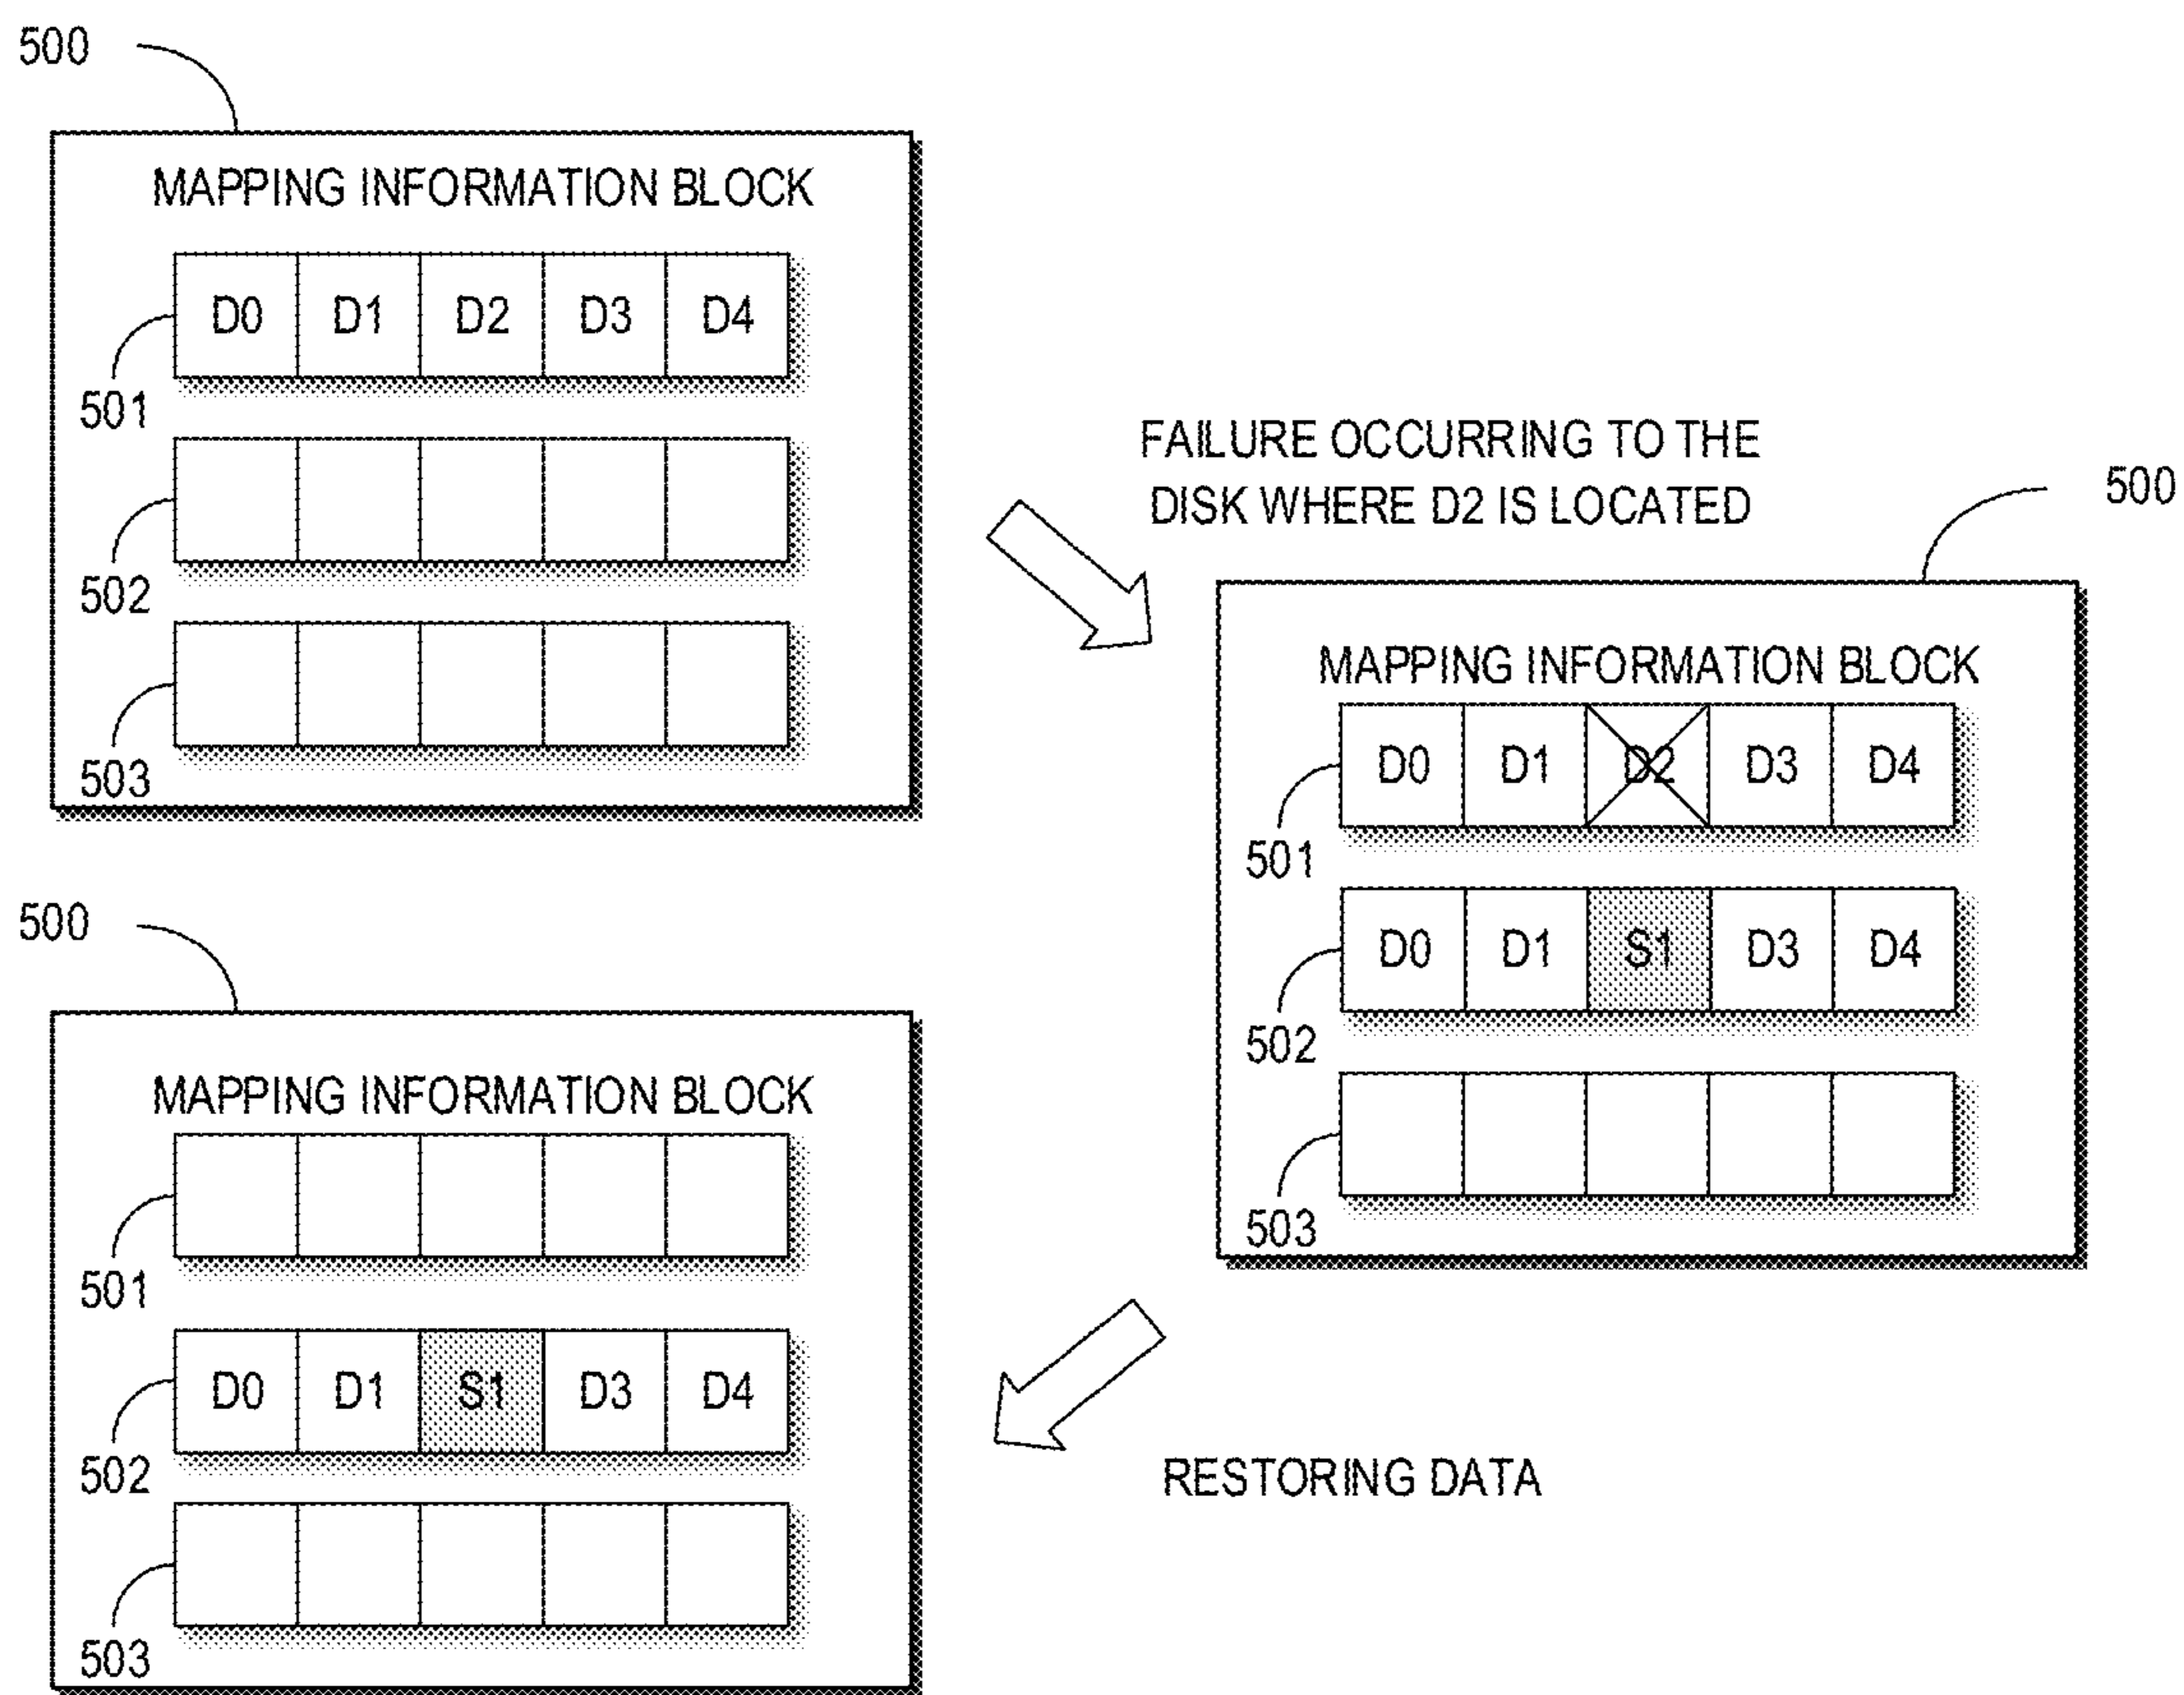 500
MAPPING INFORMATION BLOCK
D0 D1 D2 D3 D4
501
502
503
FAILURE OCCURRING TO THE
DISK WHERE D2 IS LOCATED
500
MAPPING INFORMATION BLOCK
D0 D1 D2 D3 D4
501
D0 D1 S1 D3 D4
502
503
RESTORING DATA
500
MAPPING INFORMATION BLOCK
501
D0 D1 S1 D3 D4
502
503